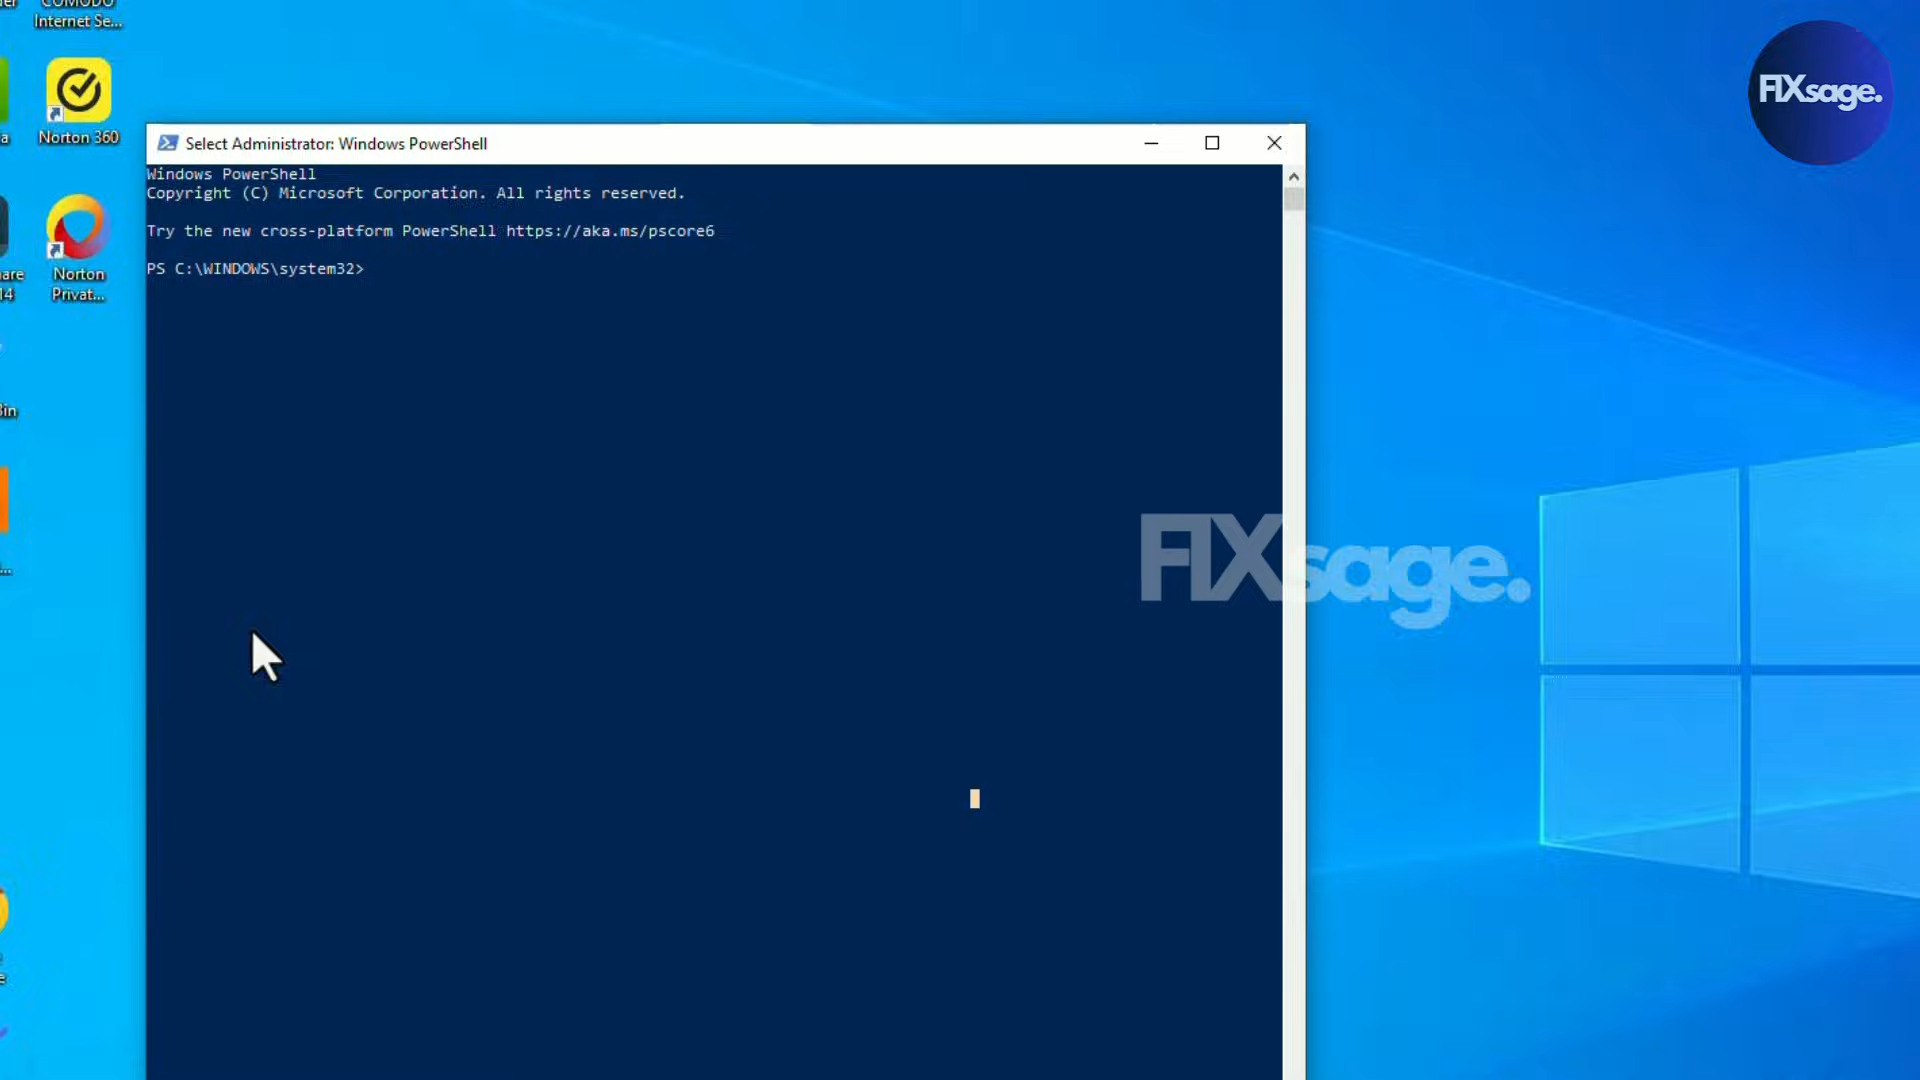 COMODO
Internet Se...
Norton 360
Norton
Privat...
Select Administrator: Windows PowerShell
Windows PowerShell
Copyright (C) Microsoft Corporation. All rights reserved.
Try the new cross-platform PowerShell https://aka.ms/pscore6
PS C:\WINDOWS\system32>
FIXsage.
FIXsage.